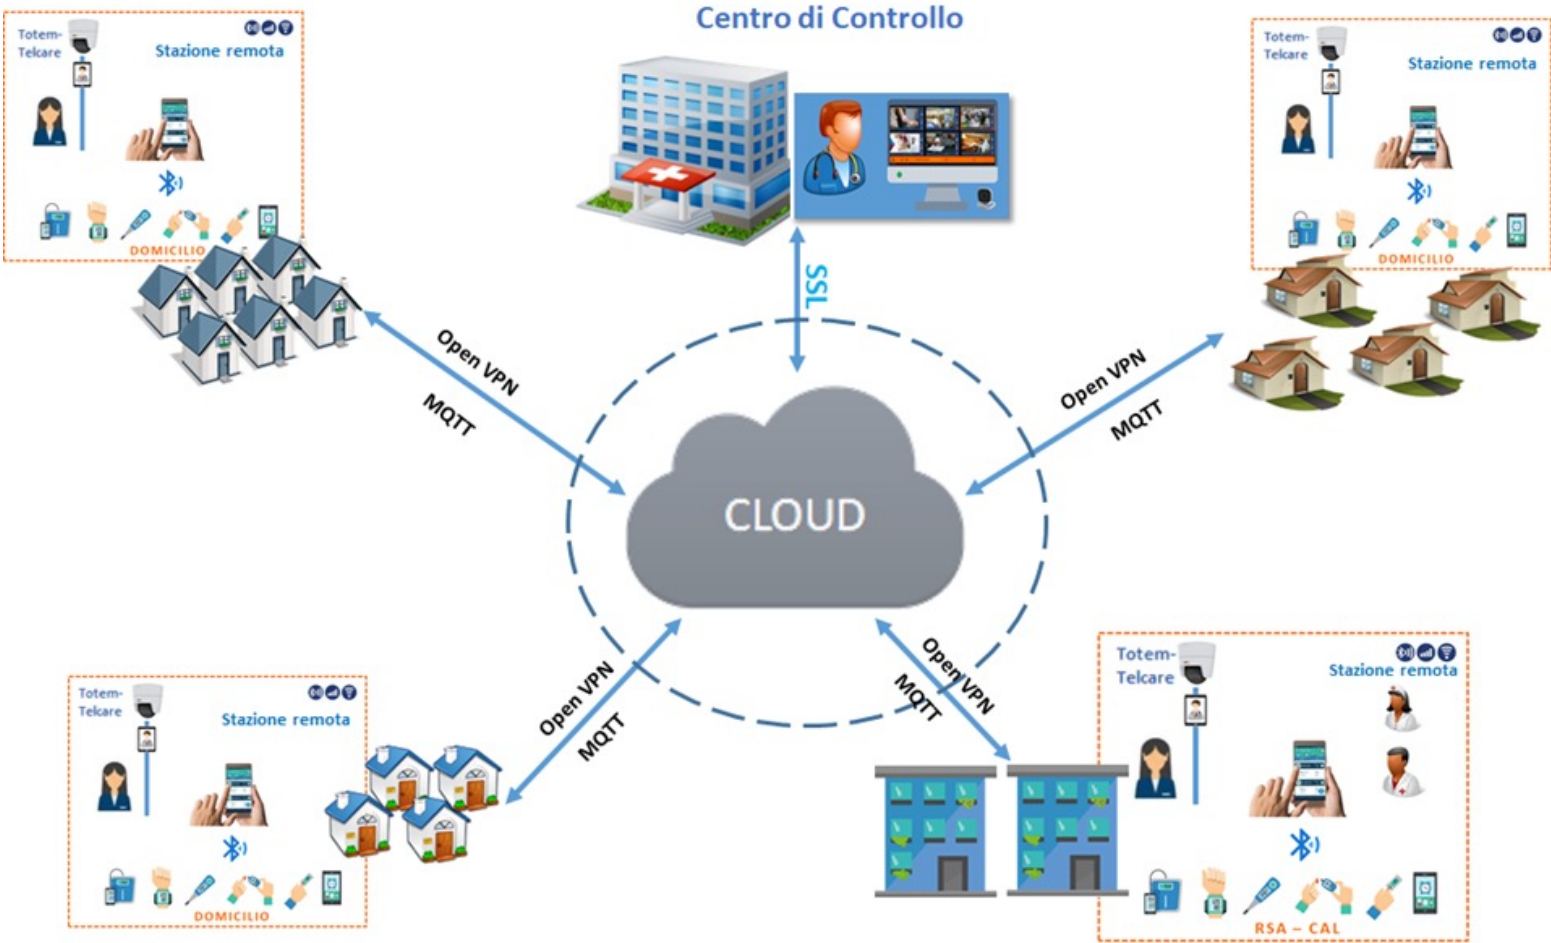 Centro di Controllo
Totem-
Telcare
Stazione remota
DOMICILIO
Totem-
Telcare
Stazione remota
DOMICILIO
SSL
Open VPN
MQTT
Open VPN
MQTT
CLOUD
Open VPN
MQTT
Open VPN
MQTT
Totem-
Telcare
Stazione remota
DOMICILIO
Totem-
Telcare
Stazione remota
RSA – CAL